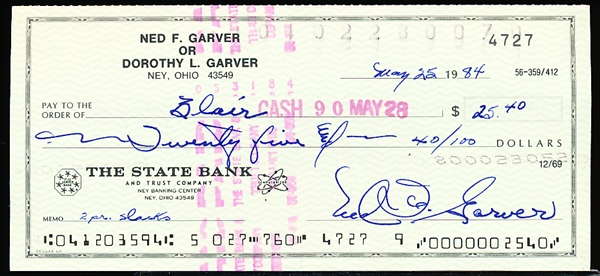 NED F. GARVER
OR
DOROTHY L. GARVER
NEY, OHIO 43549
4727
May 25 1984 56-359/412
PAY TO THE
ORDER OF Blair $ 25.40
CASH 90 MAY 28
Twenty five & 40/100 DOLLARS
12/69
THE STATE BANK
AND TRUST COMPANY
NEY BANKING CENTER
NEY, OHIO 43549
Ned F. Garver
MEMO 2 pr. slacks
⑆041203594⑆ 5 027⑈760⑈ 4727 9 ⑈0000002540⑈